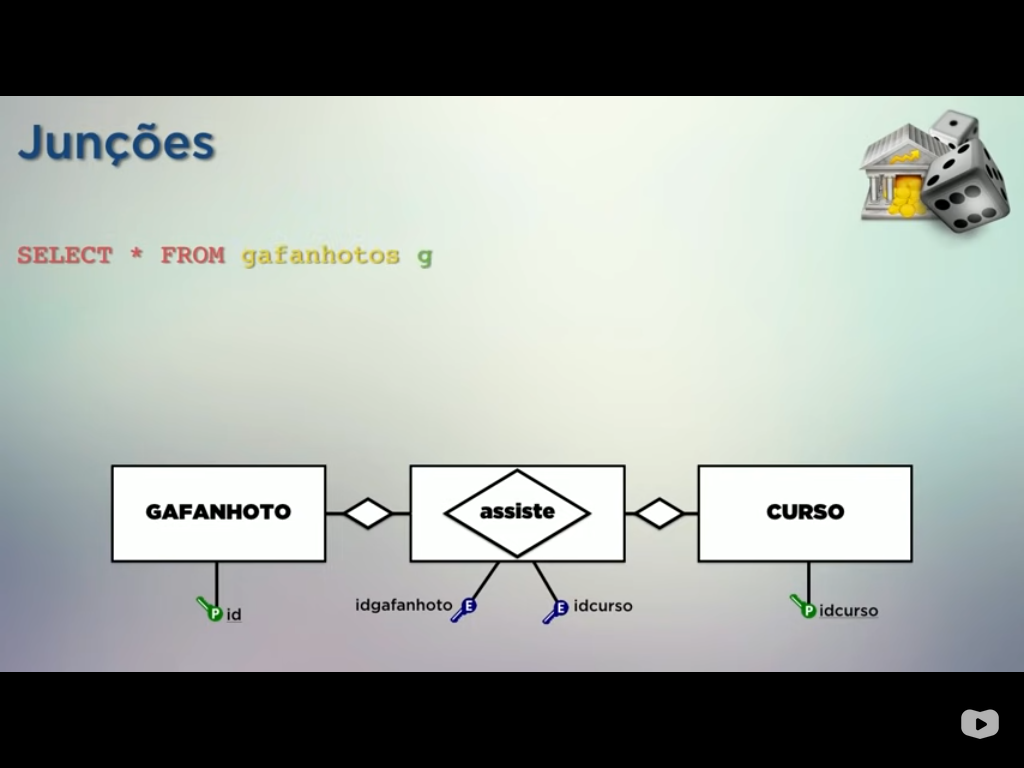 Junções
SELECT * FROM gafanhotos g
GAFANHOTO
assiste
CURSO
P id
idgafanhoto E
E idcurso
P idcurso